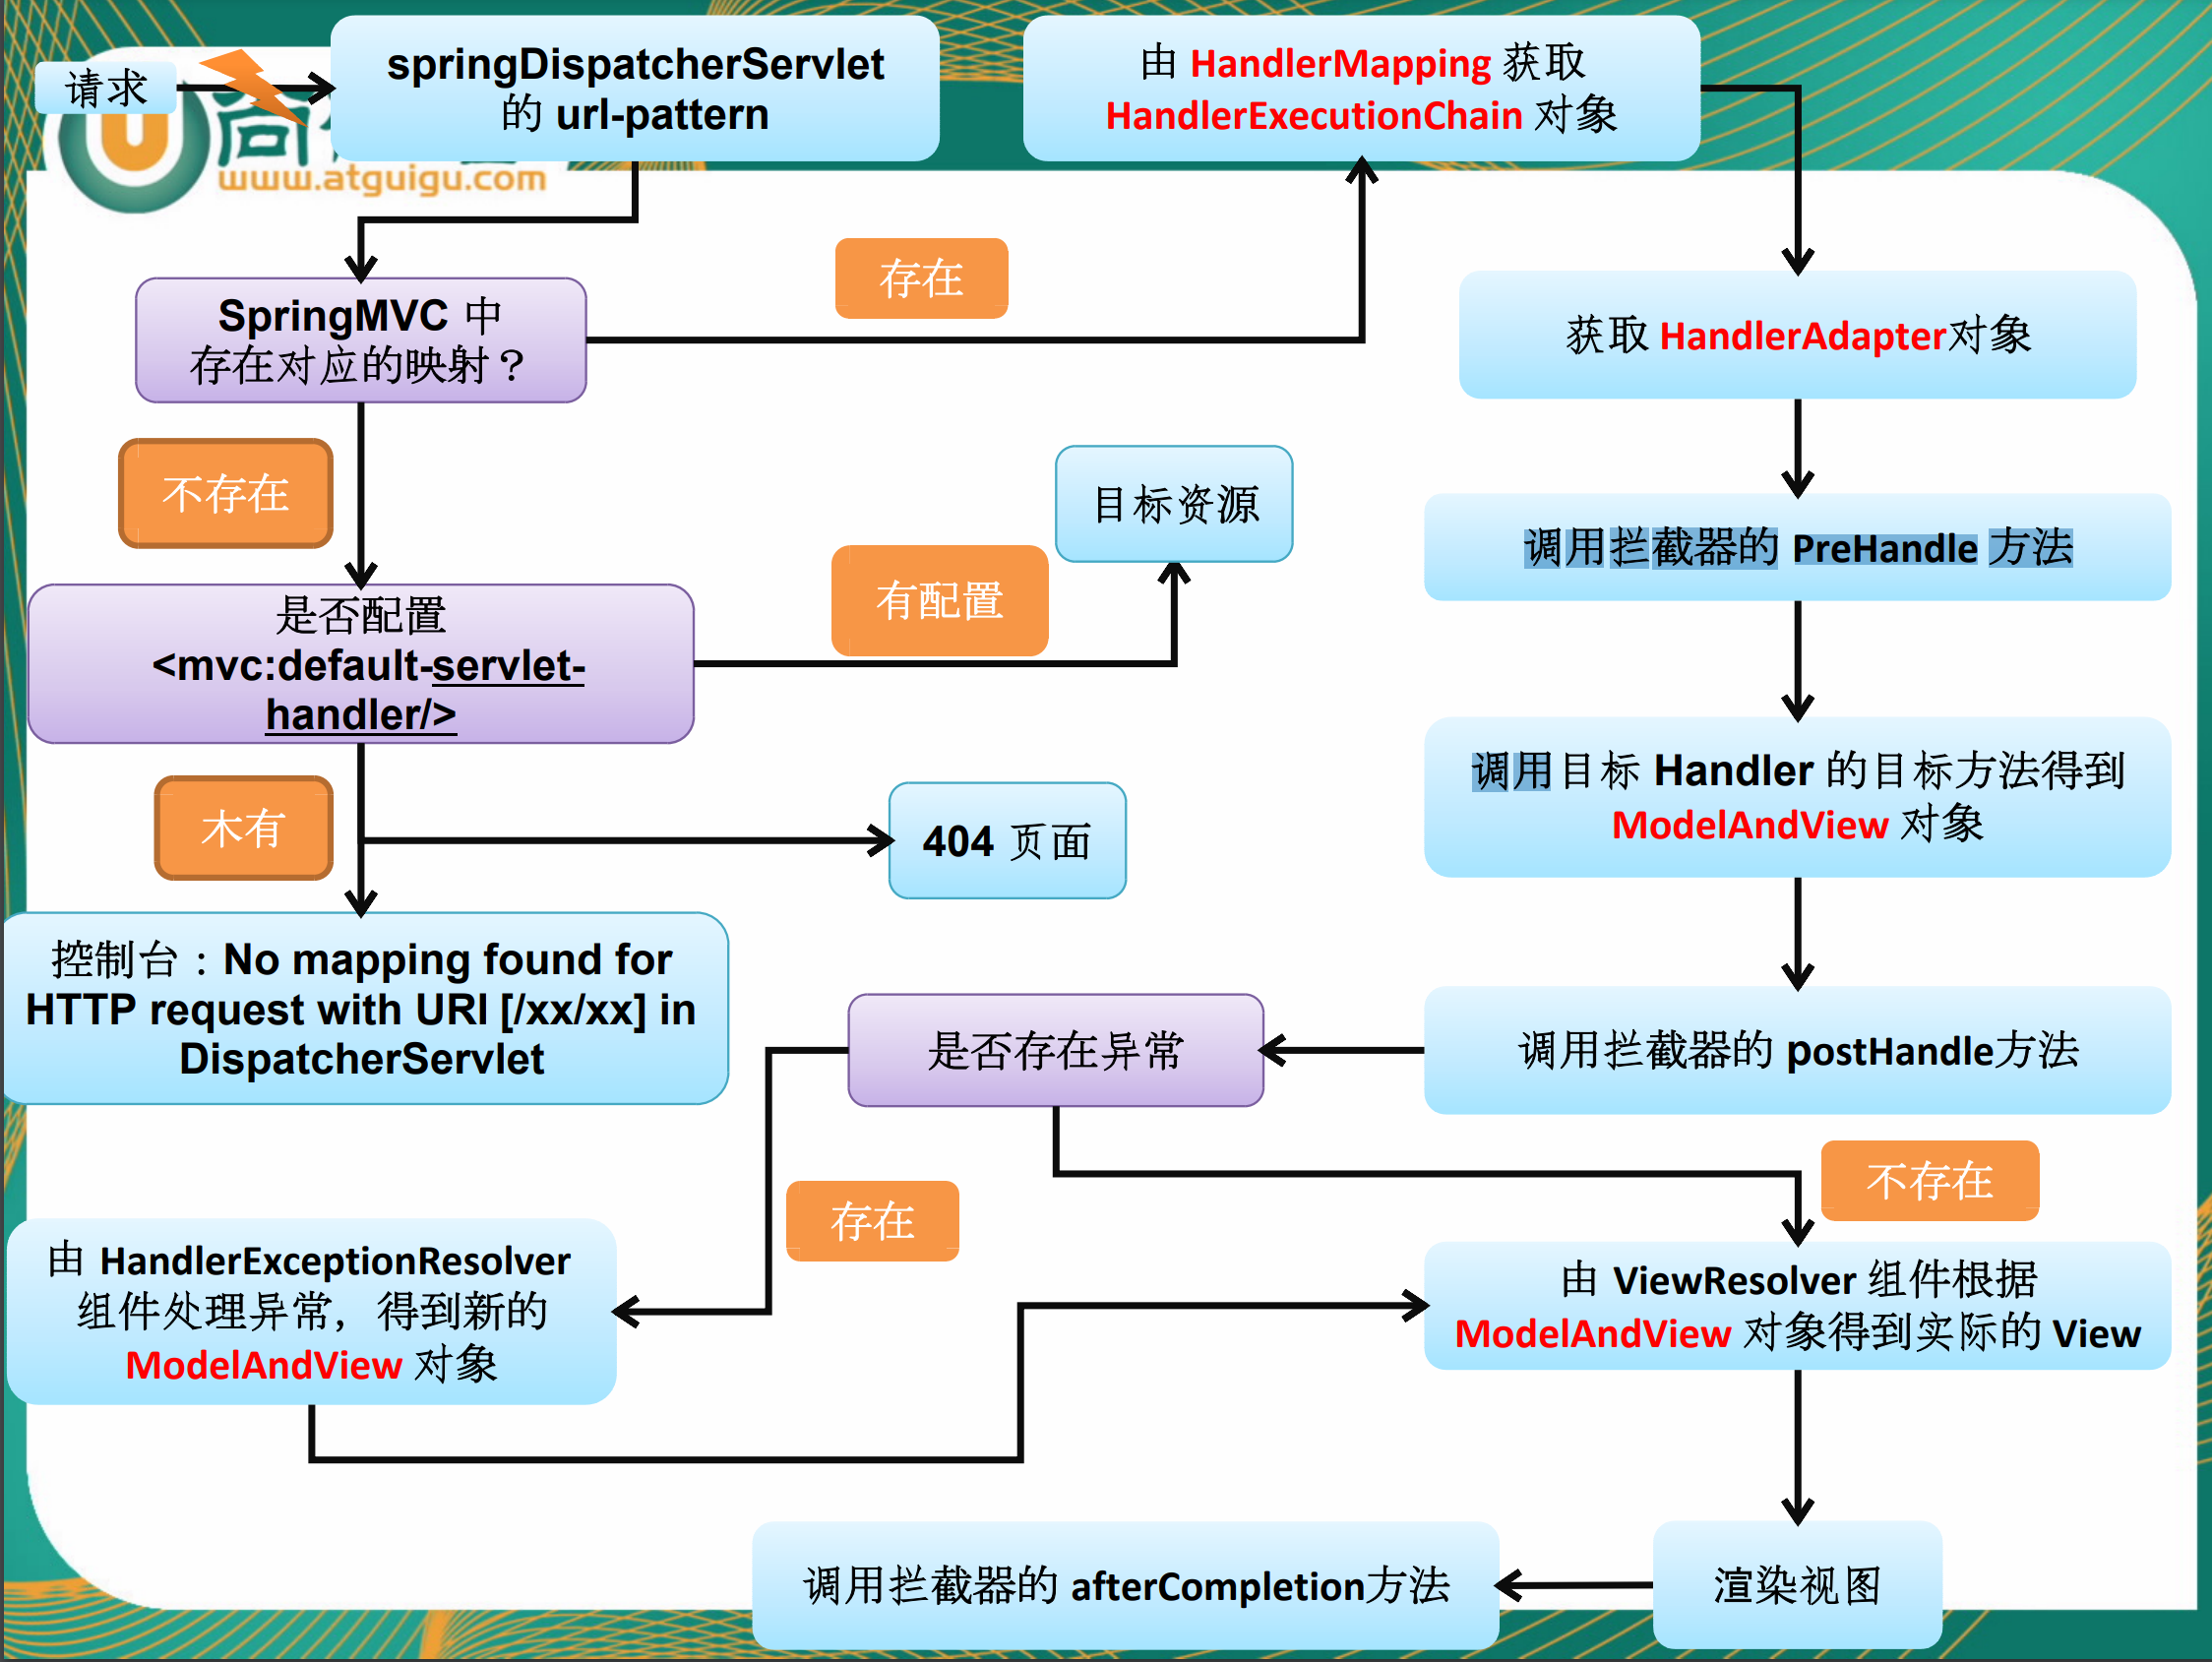 请求
springDispatcherServlet
的 url-pattern
由 HandlerMapping 获取
HandlerExecutionChain 对象
www.atguigu.com
SpringMVC 中
存在对应的映射？
存在
获取 HandlerAdapter对象
不存在
目标资源
调用拦截器的 PreHandle 方法
是否配置
<mvc:default-servlet-
handler/>
有配置
调用目标 Handler 的目标方法得到
ModelAndView 对象
木有
404 页面
控制台：No mapping found for
HTTP request with URI [/xx/xx] in
DispatcherServlet
是否存在异常
调用拦截器的 postHandle方法
不存在
存在
由 HandlerExceptionResolver
组件处理异常，得到新的
ModelAndView 对象
由 ViewResolver 组件根据
ModelAndView 对象得到实际的 View
调用拦截器的 afterCompletion方法
渲染视图